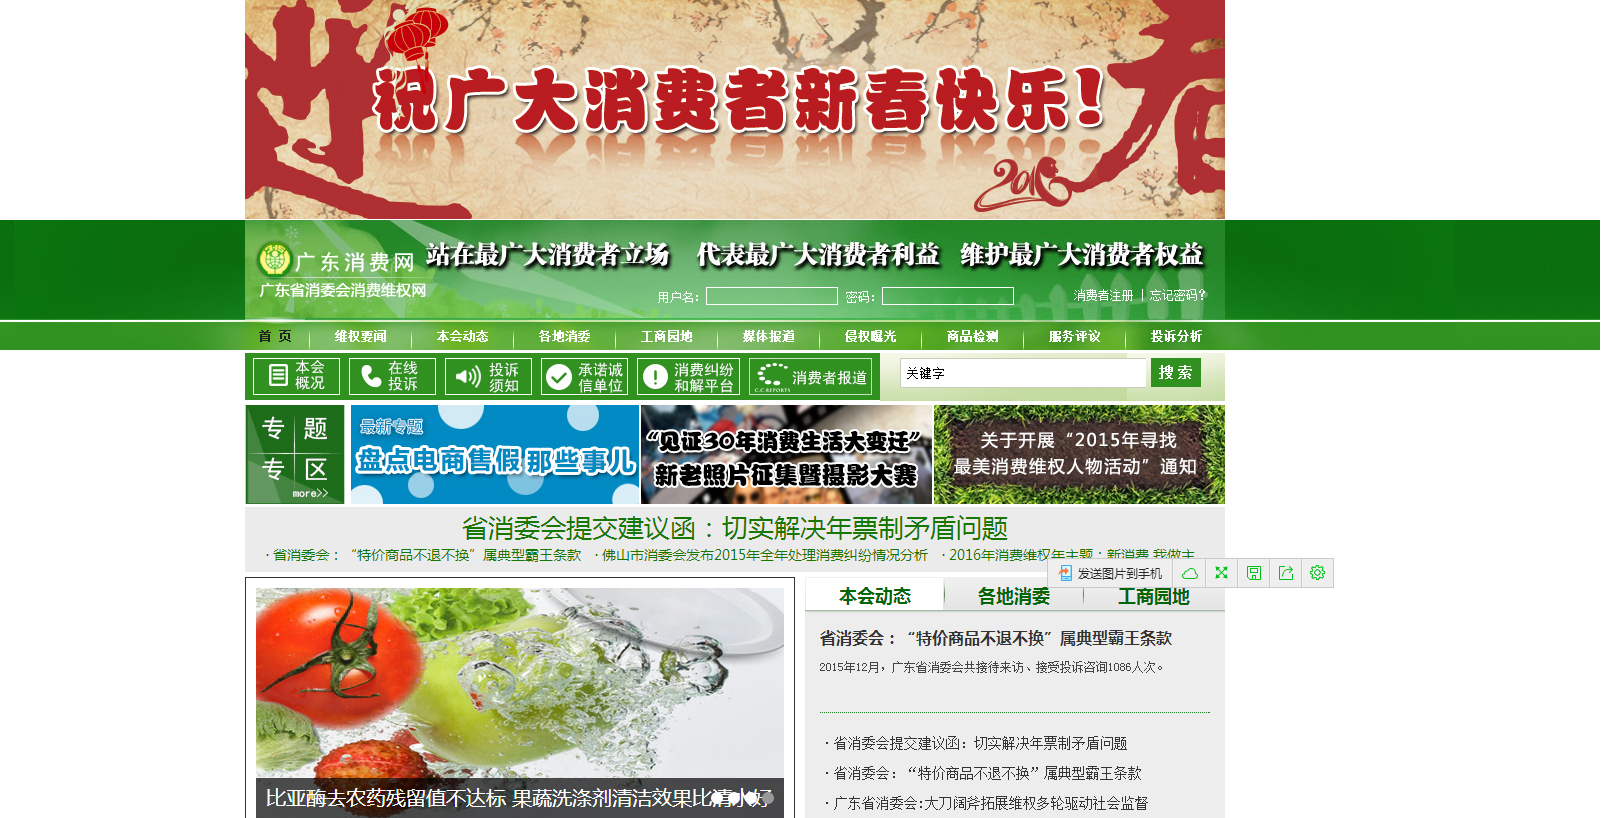 祝广大消费者新春快乐!
2016
广东消费网
广东省消委会消费维权网
站在最广大消费者立场 代表最广大消费者利益 维护最广大消费者权益
用户名: 密码: 消费者注册 | 忘记密码?
首 页 维权要闻 本会动态 各地消委 工商园地 媒体报道 侵权曝光 商品检测 服务评议 投诉分析
本会概况 在线投诉 投诉须知 承诺诚信单位 消费纠纷和解平台 C.C.REPORTS 消费者报道 关键字 搜 索
专题专区
more>>
最新专题
盘点电商售假那些事儿
“见证30年消费生活大变迁”
新老照片征集暨摄影大赛
关于开展“2015年寻找
最美消费维权人物活动”通知
省消委会提交建议函：切实解决年票制矛盾问题
· 省消委会：“特价商品不退不换”属典型霸王条款 · 佛山市消委会发布2015年全年处理消费纠纷情况分析 · 2016年消费维权年主题：新消费 我做主
发送图片到手机
比亚酶去农药残留值不达标 果蔬洗涤剂清洁效果比清水好
本会动态 各地消委 工商园地
省消委会：“特价商品不退不换”属典型霸王条款
2015年12月，广东省消委会共接待来访、接受投诉咨询1086人次。
· 省消委会提交建议函：切实解决年票制矛盾问题
· 省消委会：“特价商品不退不换”属典型霸王条款
· 广东省消委会:大刀阔斧拓展维权多轮驱动社会监督